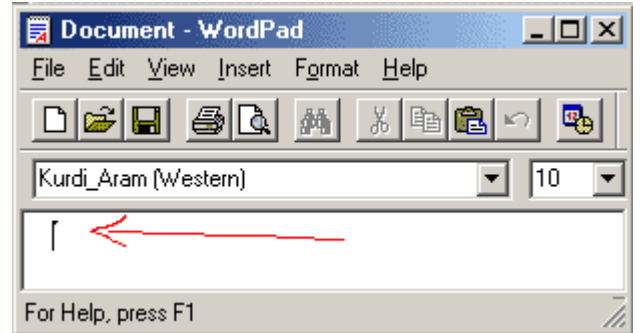 Document - WordPad
File Edit View Insert Format Help
Kurdi_Aram (Western) 10
For Help, press F1